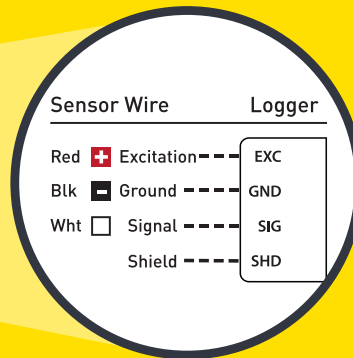 Sensor Wire Logger
Red + Excitation EXC
Blk - Ground GND
Wht Signal SIG
Shield SHD